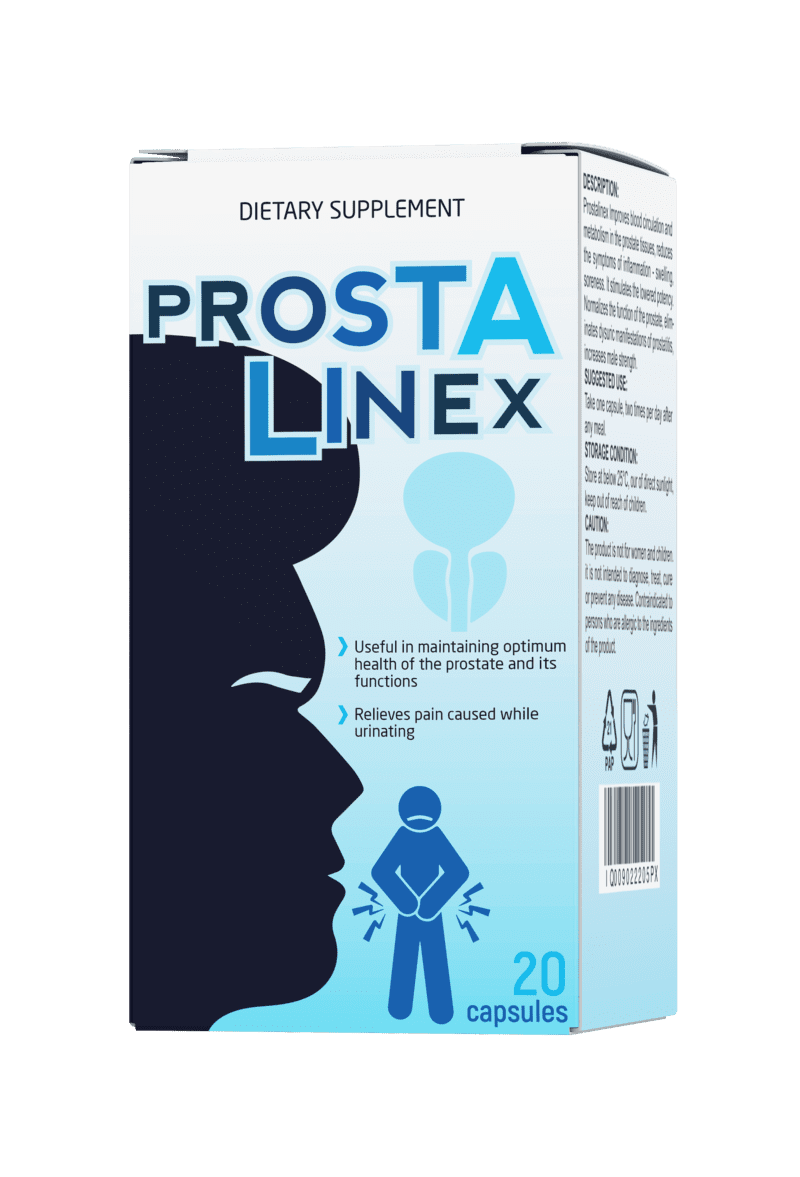 DIETARY SUPPLEMENT
PROSTA
LINEX
Useful in maintaining optimum
health of the prostate and its
functions
Relieves pain caused while
urinating
20
capsules
DESCRIPTION:
Prostalinex Improves blood circulation and
metabolism in the prostate tissues, reduces
the symptoms of inflammation - swelling,
soreness. It stimulates the lowered potency.
Normalizes the function of the prostate, elim-
inates dysuric manifestations of prostatitis,
increases male strength.
SUGGESTED USE:
Take one capsule, two times per day after
any meal.
STORAGE CONDITION:
Store at below 25°C, our of direct sunlight,
keep out of reach of children.
CAUTION:
The product is not for women and children.
it is not intended to diagnose, treat, cure
or prevent any disease. Contraindicated to
persons who are allergic to the ingredients
of the product.
21
PAP
IQ009022205PX